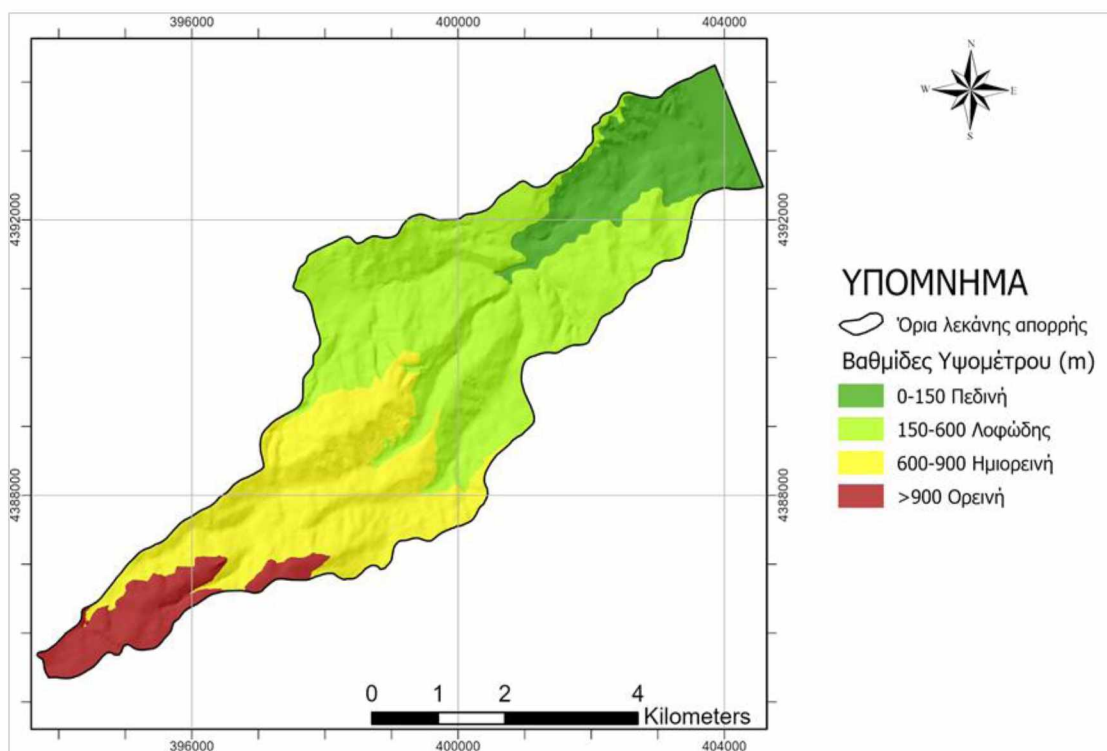 396000 400000 404000
N
W E
S
4392000 4392000
ΥΠΟΜΝΗΜΑ
Όρια λεκάνης απορρής
Βαθμίδες Υψομέτρου (m)
0-150 Πεδινή
150-600 Λοφώδης
600-900 Ημιορεινή
>900 Ορεινή
4388000 4388000
0 1 2 4
Kilometers
396000 400000 404000